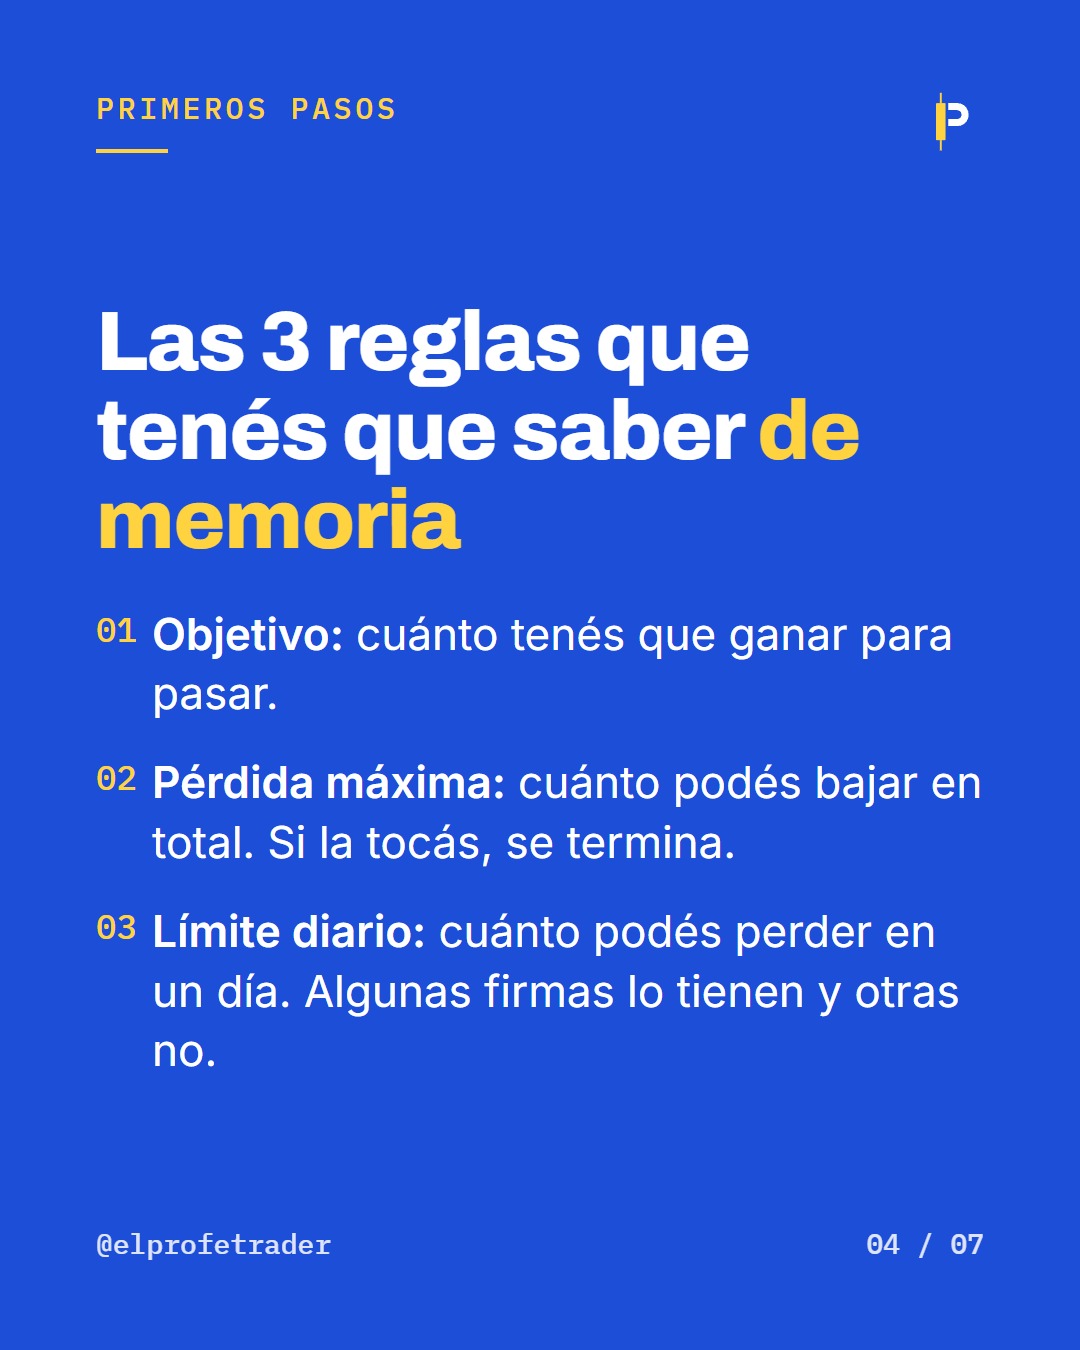 PRIMEROS PASOS
Las 3 reglas que
tenés que saber de
memoria
01 Objetivo: cuánto tenés que ganar para
pasar.
02 Pérdida máxima: cuánto podés bajar en
total. Si la tocás, se termina.
03 Límite diario: cuánto podés perder en
un día. Algunas firmas lo tienen y otras
no.
@elprofetrader
04 / 07